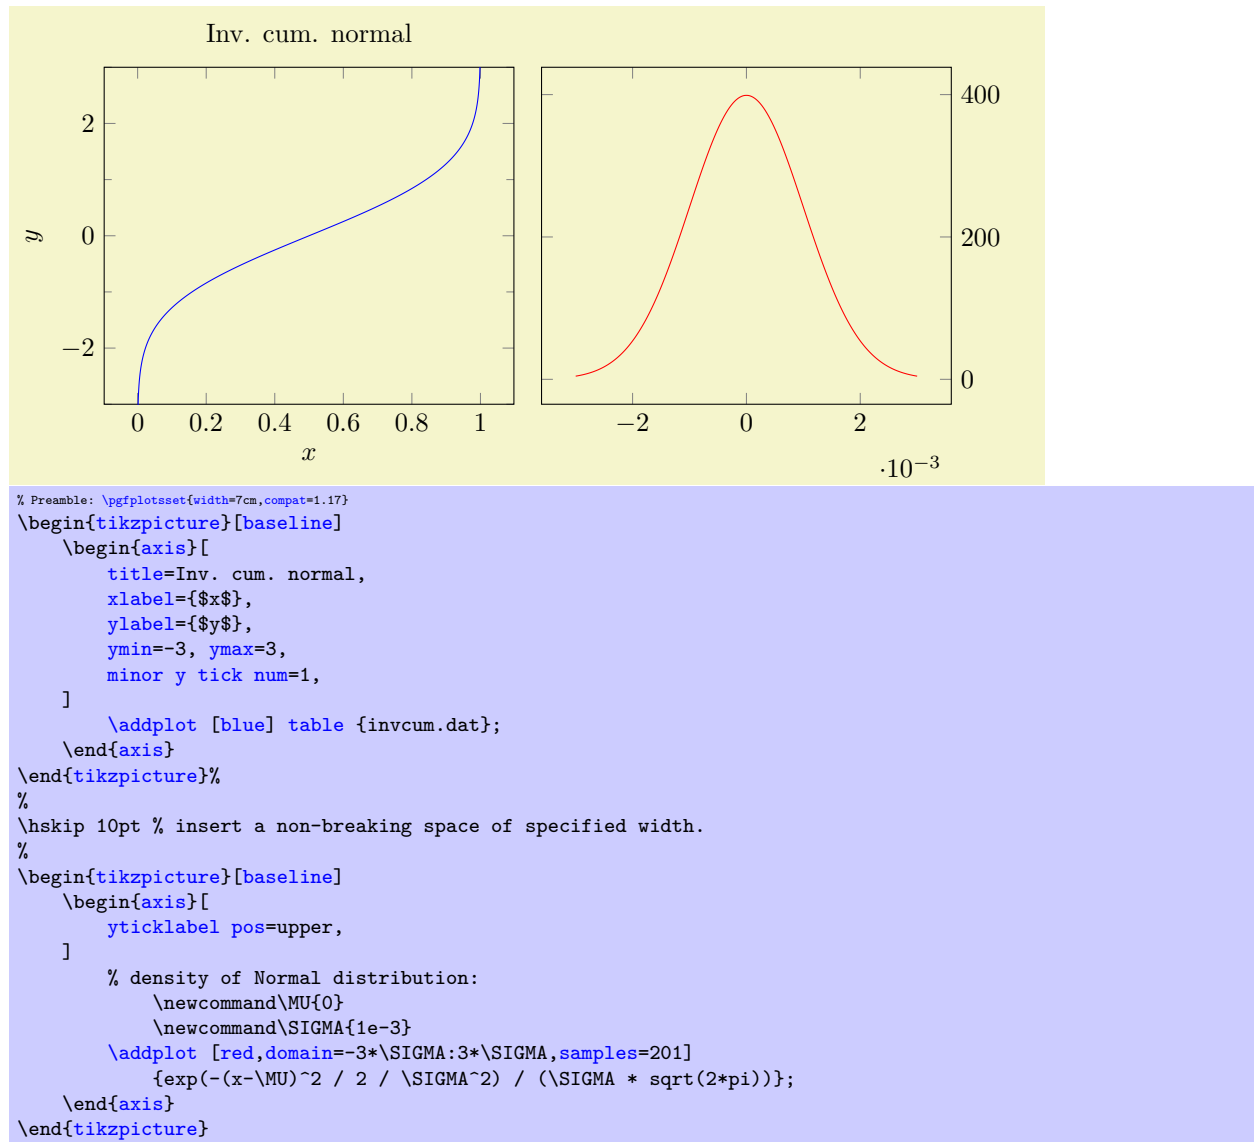 Inv. cum. normal
2
0
−2
y
0 0.2 0.4 0.6 0.8 1
x
400
200
0
−2 0 2
·10−3
% Preamble: \pgfplotsset{width=7cm,compat=1.17}
\begin{tikzpicture}[baseline]
    \begin{axis}[
        title=Inv. cum. normal,
        xlabel={$x$},
        ylabel={$y$},
        ymin=-3, ymax=3,
        minor y tick num=1,
    ]
        \addplot [blue] table {invcum.dat};
    \end{axis}
\end{tikzpicture}%
%
\hskip 10pt % insert a non-breaking space of specified width.
%
\begin{tikzpicture}[baseline]
    \begin{axis}[
        yticklabel pos=upper,
    ]
        % density of Normal distribution:
            \newcommand\MU{0}
            \newcommand\SIGMA{1e-3}
        \addplot [red,domain=-3*\SIGMA:3*\SIGMA,samples=201]
            {exp(-(x-\MU)^2 / 2 / \SIGMA^2) / (\SIGMA * sqrt(2*pi))};
    \end{axis}
\end{tikzpicture}